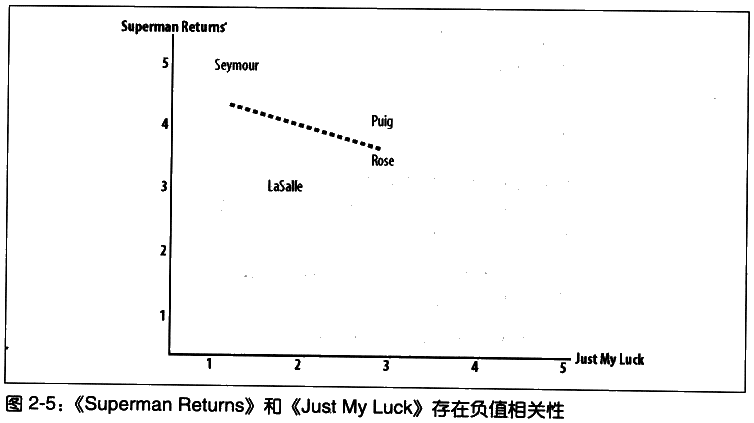 Superman Returns
5
Seymour
4
Puig
Rose
3
LaSalle
2
1
Just My Luck
1 2 3 4 5
图 2-5：《Superman Returns》和《Just My Luck》存在负值相关性